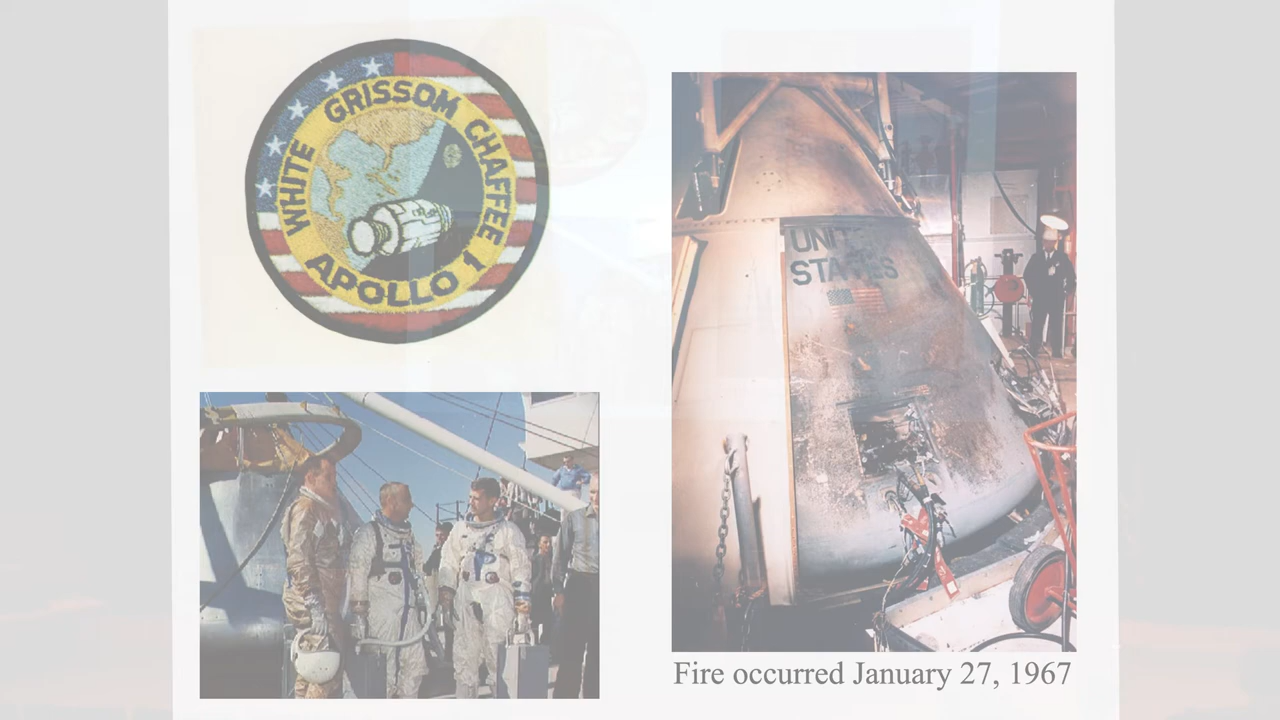 WHITE GRISSOM CHAFFEE
APOLLO 1
UNITED
STATES
Fire occurred January 27, 1967